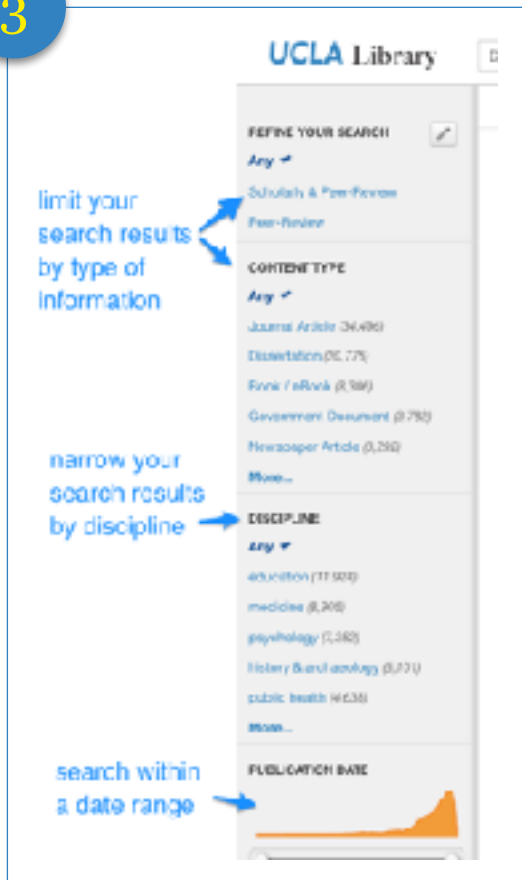 3
UCLA Library
D
REFINE YOUR SEARCH
Any
Scholarly & Peer-Review
Peer-Review
limit your
search results
by type of
information
CONTENT TYPE
Any
Journal Article
Dissertation
Book / eBook
Government Document
Newspaper Article
More...
narrow your
search results
by discipline
DISCIPLINE
Any
education
medicine
psychology
history & archaeology
public health
More...
search within
a date range
PUBLICATION DATE